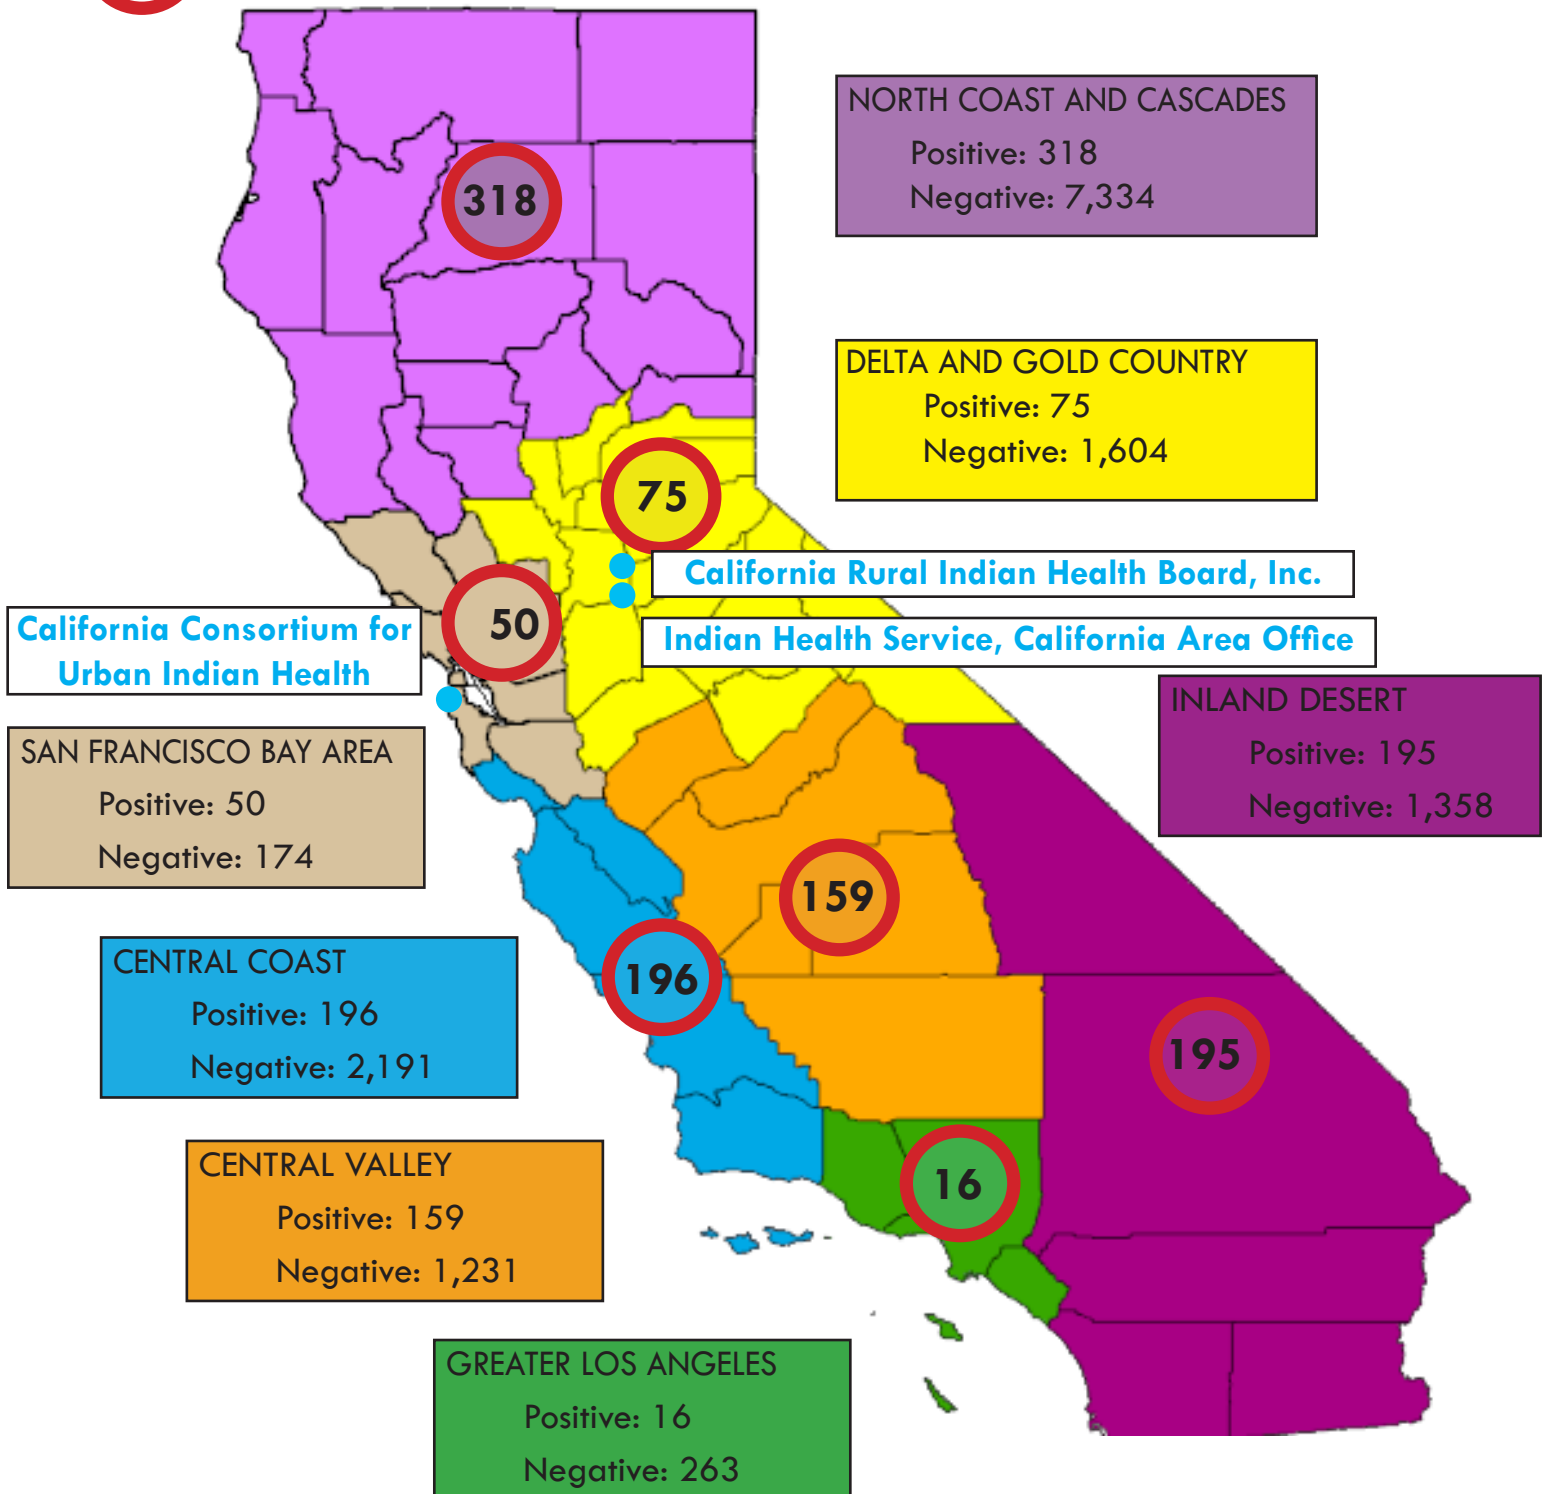 NORTH COAST AND CASCADES
Positive: 318
Negative: 7,334
318
DELTA AND GOLD COUNTRY
Positive: 75
Negative: 1,604
75
California Rural Indian Health Board, Inc.
50
California Consortium for
Urban Indian Health
Indian Health Service, California Area Office
INLAND DESERT
Positive: 195
Negative: 1,358
SAN FRANCISCO BAY AREA
Positive: 50
Negative: 174
159
CENTRAL COAST
Positive: 196
Negative: 2,191
196
195
CENTRAL VALLEY
Positive: 159
Negative: 1,231
16
GREATER LOS ANGELES
Positive: 16
Negative: 263